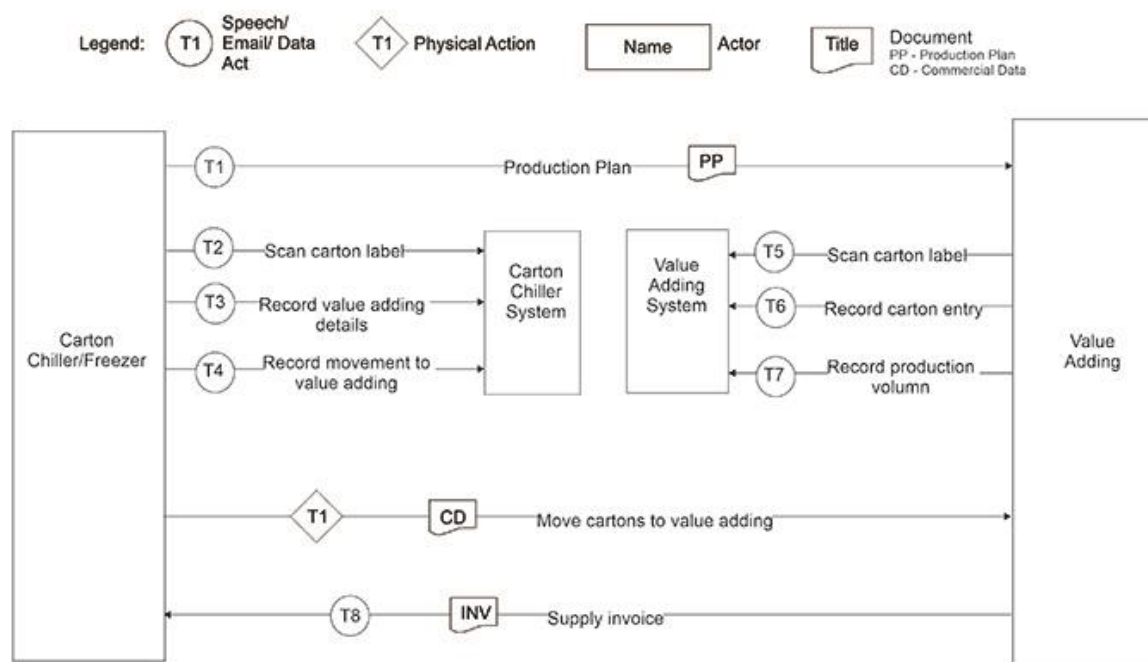 Legend:
T1
Speech/
Email/ Data
Act
T1
Physical Action
Name
Actor
Title
Document
PP - Production Plan
CD - Commercial Data
Carton
Chiller/Freezer
T1
Production Plan
PP
T2
Scan carton label
T3
Record value adding
details
T4
Record movement to
value adding
Carton
Chiller
System
Value
Adding
System
T5
Scan carton label
T6
Record carton entry
T7
Record production
volumn
Value
Adding
T1
CD
Move cartons to value adding
T8
INV
Supply invoice